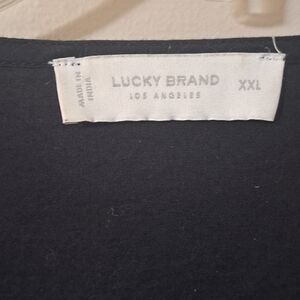 MADE IN
INDIA
LUCKY BRAND
LOS ANGELES
XXL